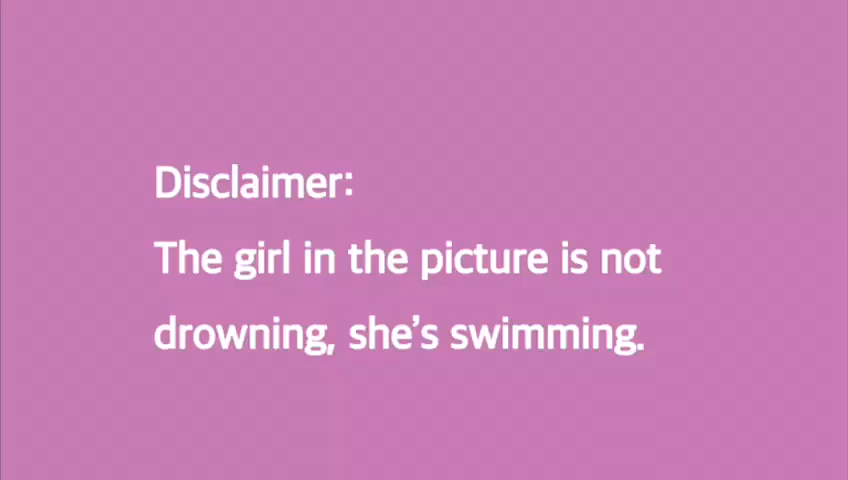 Disclaimer:
The girl in the picture is not
drowning, she’s swimming.